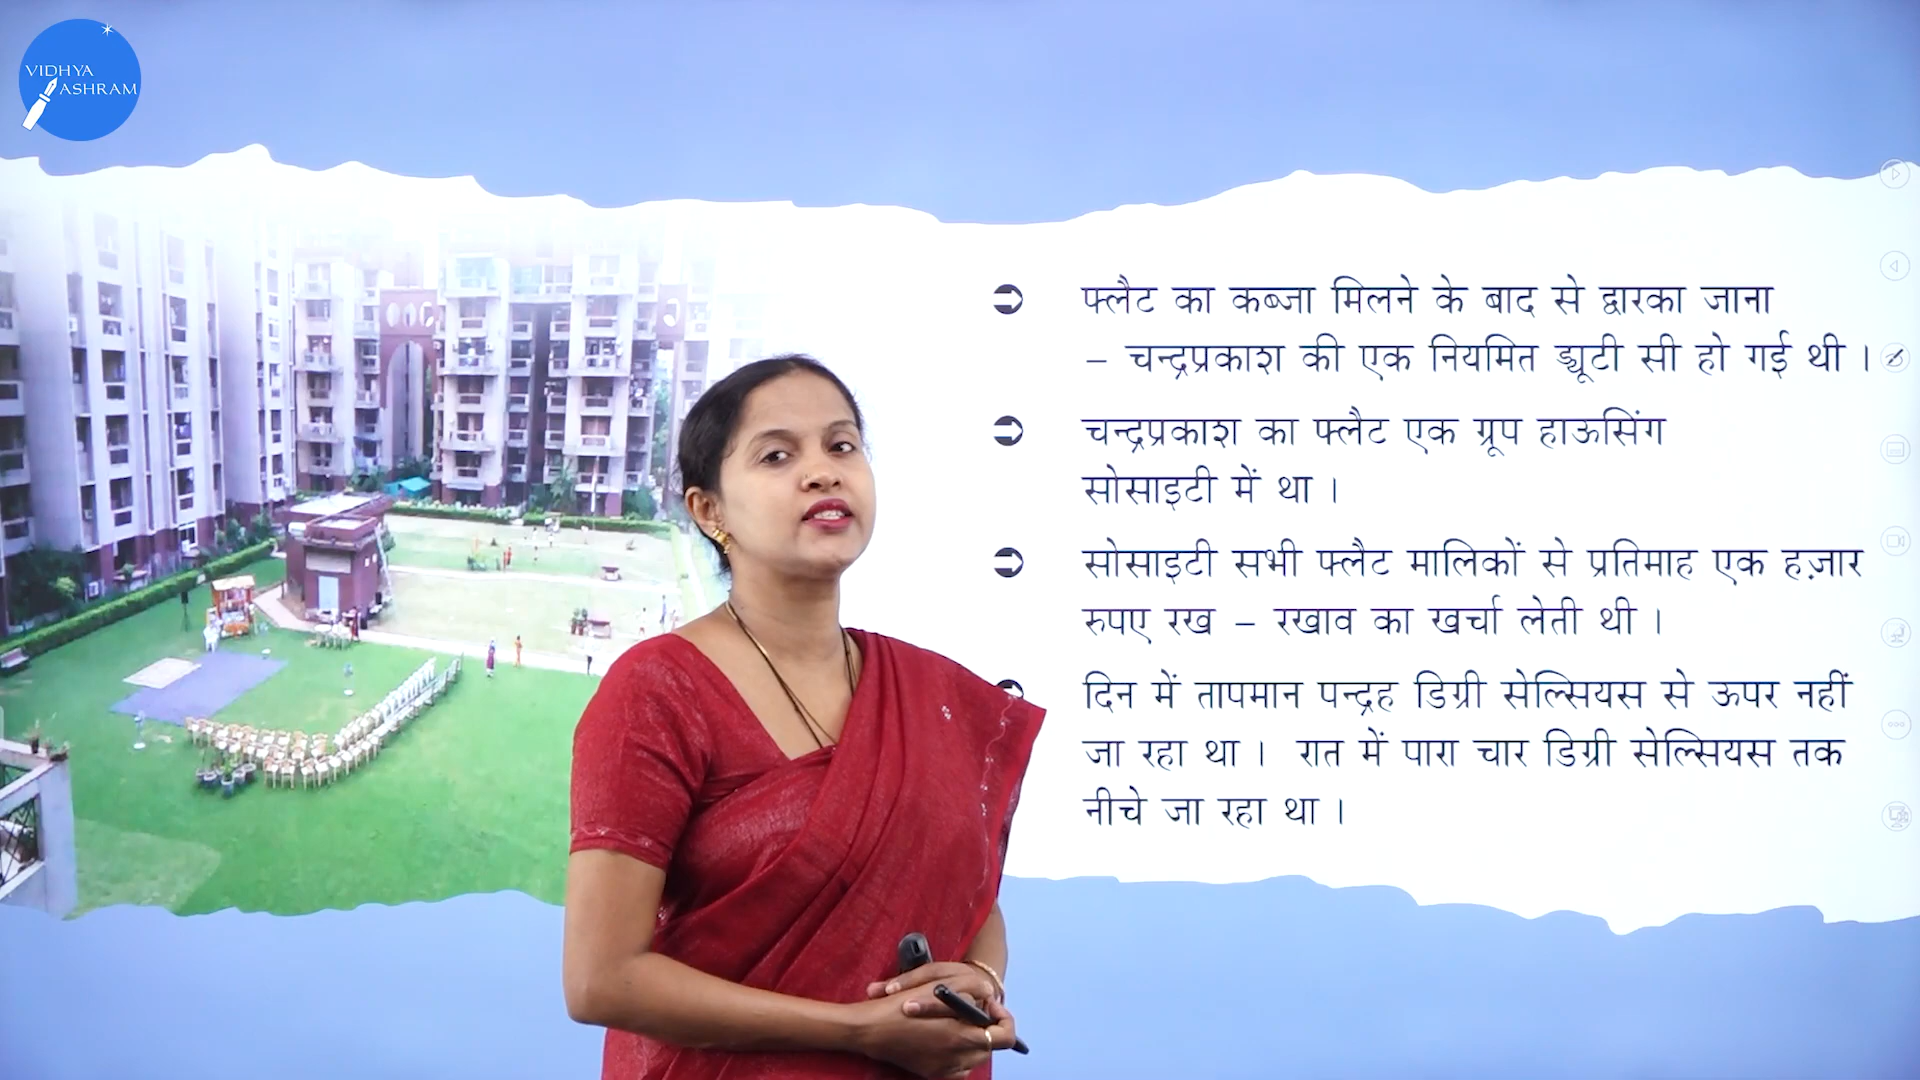 VIDHYA
ASHRAM
फ्लैट का कब्जा मिलने के बाद से द्वारका जाना
– चन्द्रप्रकाश की एक नियमित ड्यूटी सी हो गई थी ।
चन्द्रप्रकाश का फ्लैट एक ग्रूप हाऊसिंग
सोसाइटी में था ।
सोसाइटी सभी फ्लैट मालिकों से प्रतिमाह एक हज़ार
रुपए रख – रखाव का खर्चा लेती थी ।
दिन में तापमान पन्द्रह डिग्री सेल्सियस से ऊपर नहीं
जा रहा था । रात में पारा चार डिग्री सेल्सियस तक
नीचे जा रहा था ।